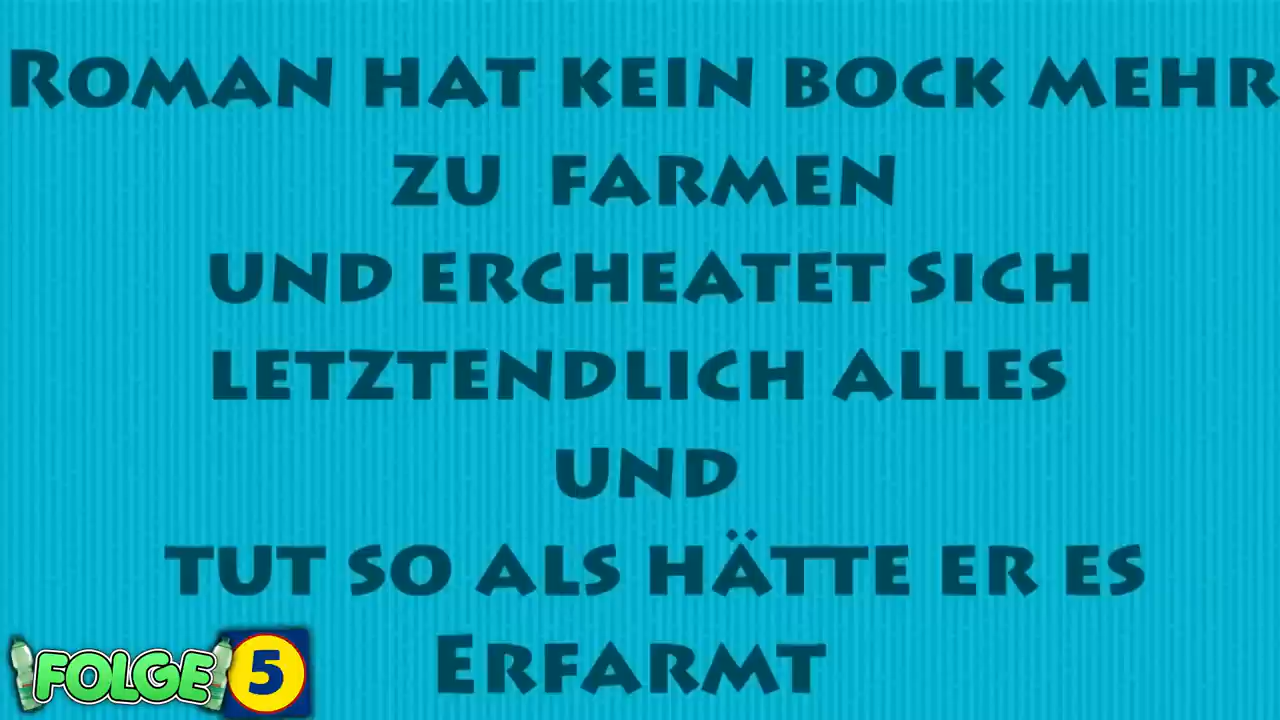 Roman hat kein bock mehr
zu farmen
und ercheatet sich
letztendlich alles
und
tut so als hätte er es
Erfarmt
FOLGE 5